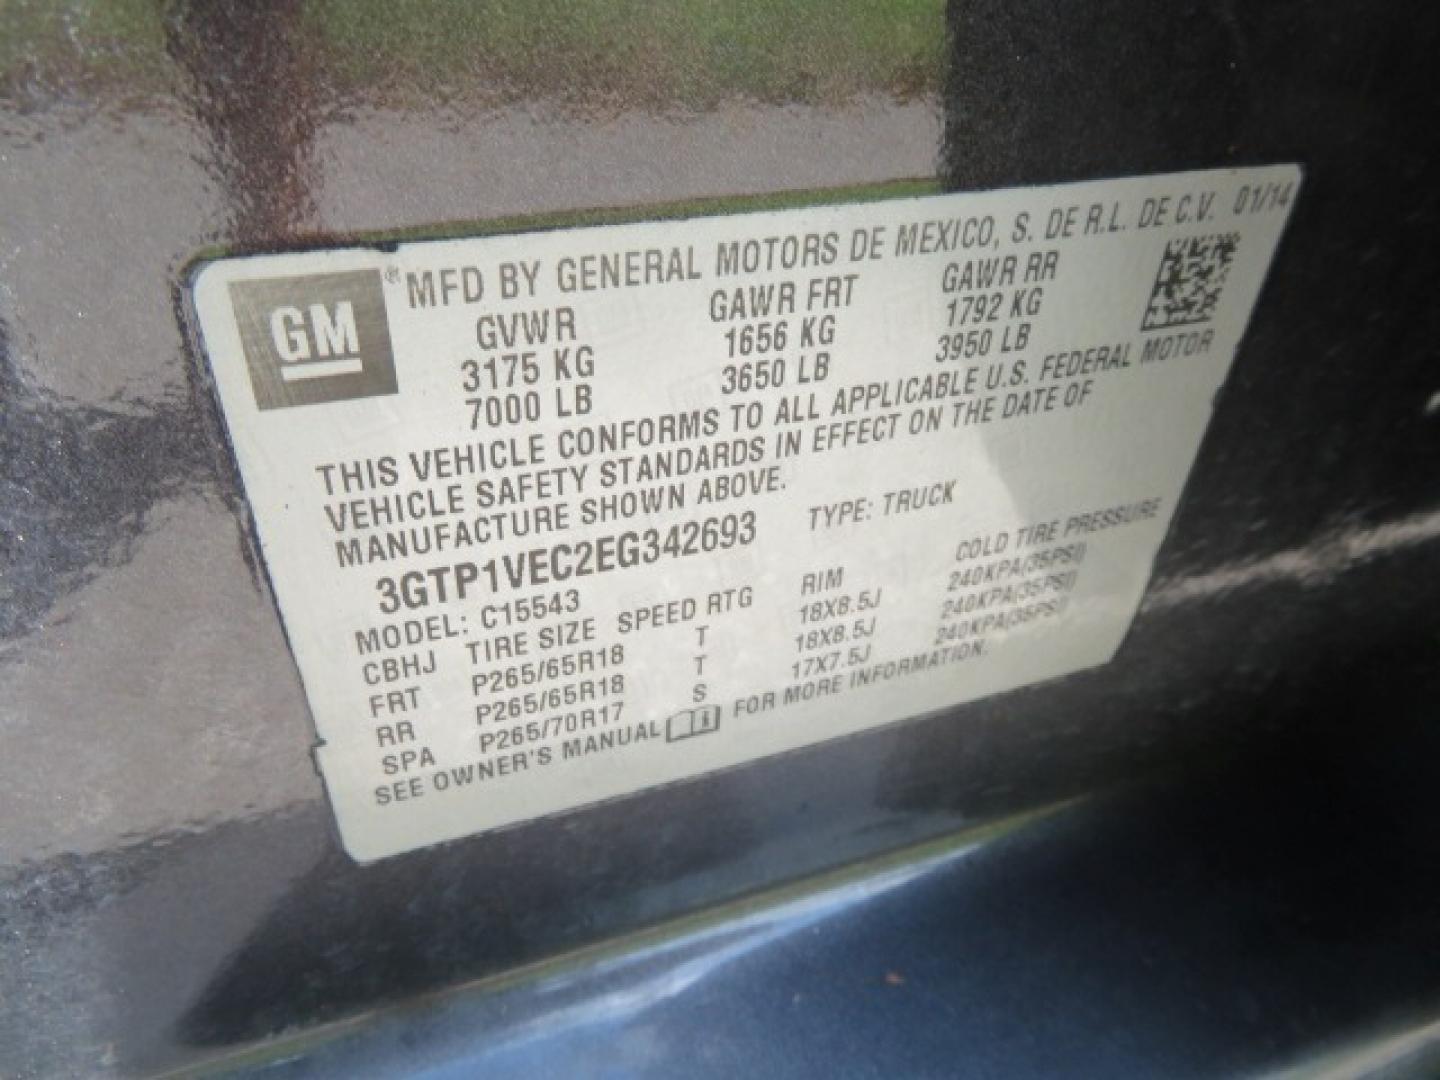 GM ® MFD BY GENERAL MOTORS DE MEXICO, S. DE R.L. DE C.V. 01/14
GVWR GAWR FRT GAWR RR
3175 KG 1656 KG 1792 KG
7000 LB 3650 LB 3950 LB
THIS VEHICLE CONFORMS TO ALL APPLICABLE U.S. FEDERAL MOTOR
VEHICLE SAFETY STANDARDS IN EFFECT ON THE DATE OF
MANUFACTURE SHOWN ABOVE.
3GTP1VEC2EG342693 TYPE: TRUCK
MODEL: C15543
CBHJ TIRE SIZE SPEED RTG RIM COLD TIRE PRESSURE
FRT P265/65R18 T 18X8.5J 240KPA(35PSI)
RR P265/65R18 T 18X8.5J 240KPA(35PSI)
SPA P265/70R17 S 17X7.5J 240KPA(35PSI)
SEE OWNER'S MANUAL FOR MORE INFORMATION.